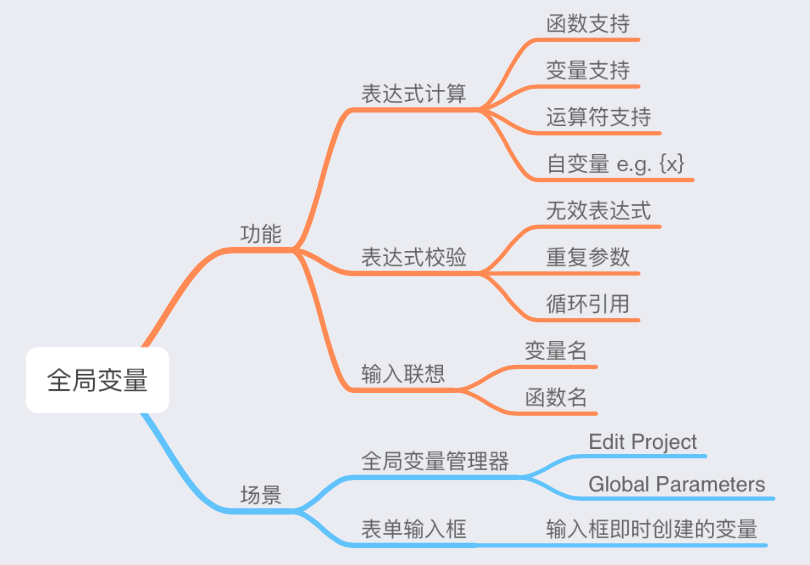 函数支持
变量支持
表达式计算
运算符支持
自变量 e.g. {x}
无效表达式
功能
表达式校验
重复参数
循环引用
变量名
输入联想
函数名
全局变量
Edit Project
全局变量管理器
Global Parameters
场景
表单输入框
输入框即时创建的变量